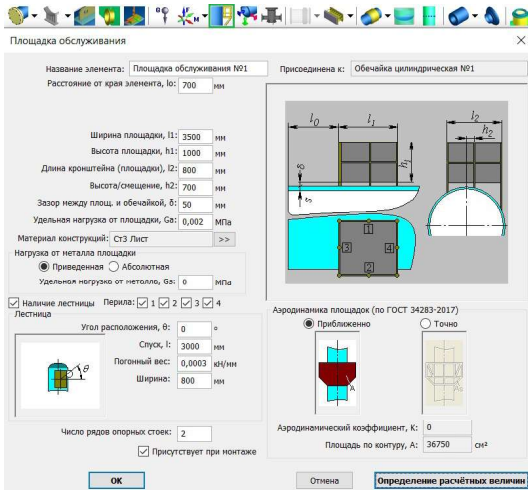 Площадка обслуживания
Название элемента: Площадка обслуживания №1 Присоединена к: Обечайка цилиндрическая №1
Расстояние от края элемента, lo: 700 мм
Ширина площадки, l1: 3500 мм
Высота площадки, h1: 1000 мм
Длина кронштейна (площадки), l2: 800 мм
Высота/смещение, h2: 700 мм
Зазор между площ. и обечайкой, δ: 50 мм
Удельная нагрузка от площадки, Ga: 0,002 МПа
Материал конструкций: Ст3 Лист >>
Нагрузка от металла площадки
Приведенная Абсолютная
Удельная нагрузка от металла, Gs: 0 МПа
Наличие лестницы Перила: 1 2 3 4
Лестница
Угол расположения, θ: 0 °
Спуск, l: 3000 мм
Погонный вес: 0,0003 кН/мм
Ширина: 800 мм
θ
Число рядов опорных стоек: 2
Присутствует при монтаже
l0 l1 l2
h2
h1
δ
s
1
3 4
2
Аэродинамика площадок (по ГОСТ 34283-2017)
Приближенно Точно
A
Аэродинамический коэффициент, K: 0
Площадь по контуру, A: 36750 см²
OK Отмена Определение расчётных величин